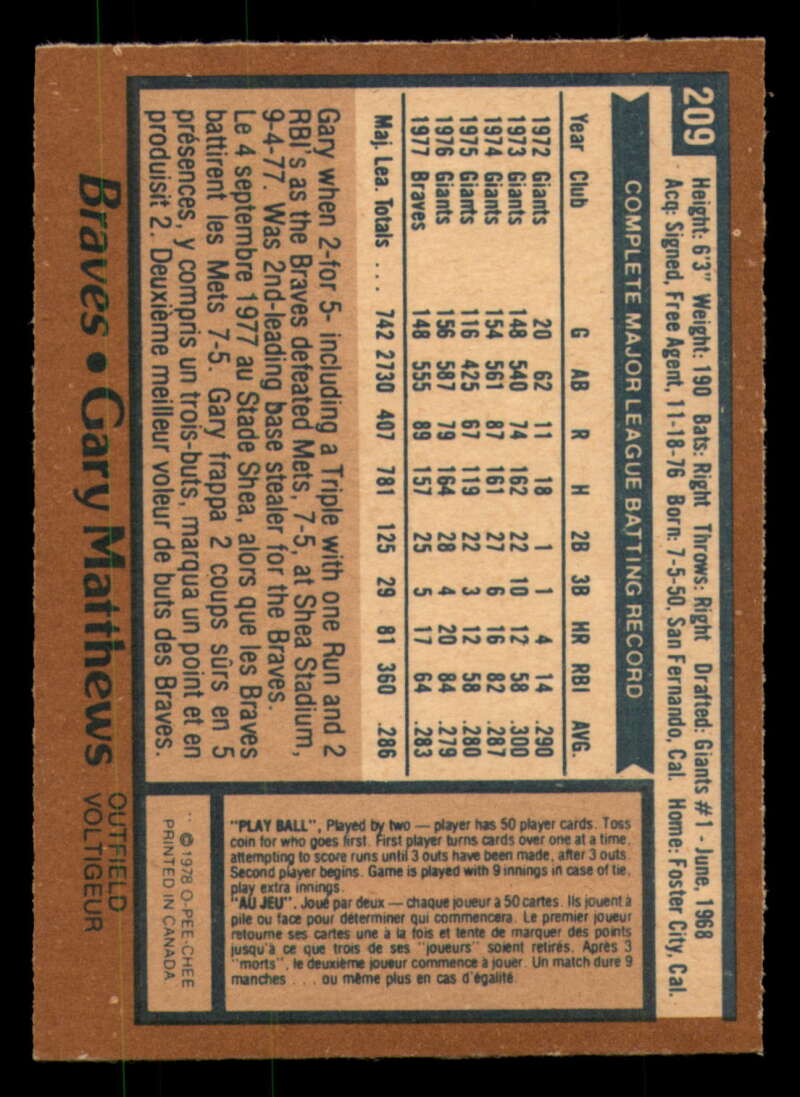 209
Height: 6'3" Weight: 190 Bats: Right Throws: Right Drafted: Giants #1 - June, 1968
Acq: Signed, Free Agent, 11-18-76 Born: 7-5-50, San Fernando, Cal. Home: Foster City, Cal.
COMPLETE MAJOR LEAGUE BATTING RECORD
Year Club G AB R H 2B 3B HR RBI AVG.
1972 Giants 20 62 11 18 1 1 4 14 .290
1973 Giants 148 540 74 162 22 10 12 58 .300
1974 Giants 154 561 87 161 27 6 16 82 .287
1975 Giants 116 425 67 119 22 3 12 58 .280
1976 Giants 156 587 79 164 28 4 20 84 .279
1977 Braves 148 555 89 157 25 5 17 64 .283
Maj. Lea. Totals . . . 742 2730 407 781 125 29 81 360 .286
Gary when 2-for 5- including a Triple with one Run and 2
RBI's as the Braves defeated Mets, 7-5, at Shea Stadium,
9-4-77. Was 2nd-leading base stealer for the Braves.
Le 4 septembre 1977 au Stade Shea, alors que les Braves
battirent les Mets 7-5. Gary frappa 2 coups sûrs en 5
présences, y compris un trois-buts, marqua un point et en
produisit 2. Deuxième meilleur voleur de buts des Braves.
Braves • Gary Matthews
OUTFIELD
VOLTIGEUR
"PLAY BALL", Played by two — player has 50 player cards. Toss
coin for who goes first. First player turns cards over one at a time,
attempting to score runs until 3 outs have been made, after 3 outs.
Second player begins. Game is played with 9 innings in case of tie,
play extra innings.
"AU JEU". Joué par deux — chaque joueur a 50 cartes. Ils jouent à
pile ou face pour déterminer qui commencera. Le premier joueur
retourne ses cartes une à la fois et tente de marquer des points
jusqu'à ce que trois de ses "joueurs" soient retirés. Après 3
"morts", le deuxième joueur commence à jouer. Un match dure 9
manches . . . ou même plus en cas d'égalité.
© 1978 O-PEE-CHEE
PRINTED IN CANADA